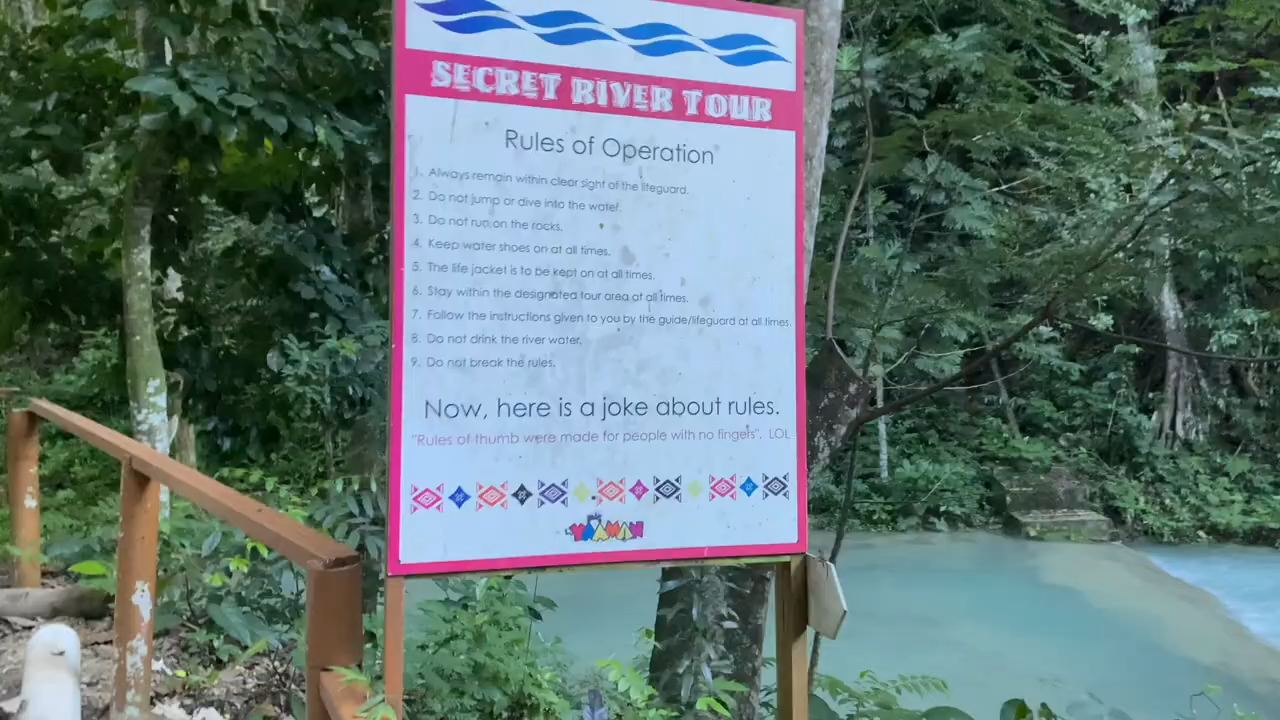 SECRET RIVER TOUR
Rules of Operation
1. Always remain within clear sight of the lifeguard.
2. Do not jump or dive into the water.
3. Do not run on the rocks.
4. Keep water shoes on at all times.
5. The life jacket is to be kept on at all times.
6. Stay within the designated tour area at all times.
7. Follow the instructions given to you by the guide/lifeguard at all times.
8. Do not drink the river water.
9. Do not break the rules.
Now, here is a joke about rules.
"Rules of thumb were made for people with no fingers". LOL
YAAMAN